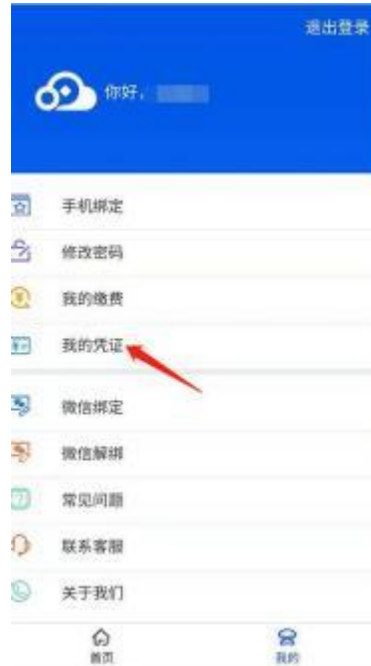 退出登录
你好，
手机绑定
修改密码
我的缴费
我的凭证
微信绑定
微信解绑
常见问题
联系客服
关于我们
首页
我的